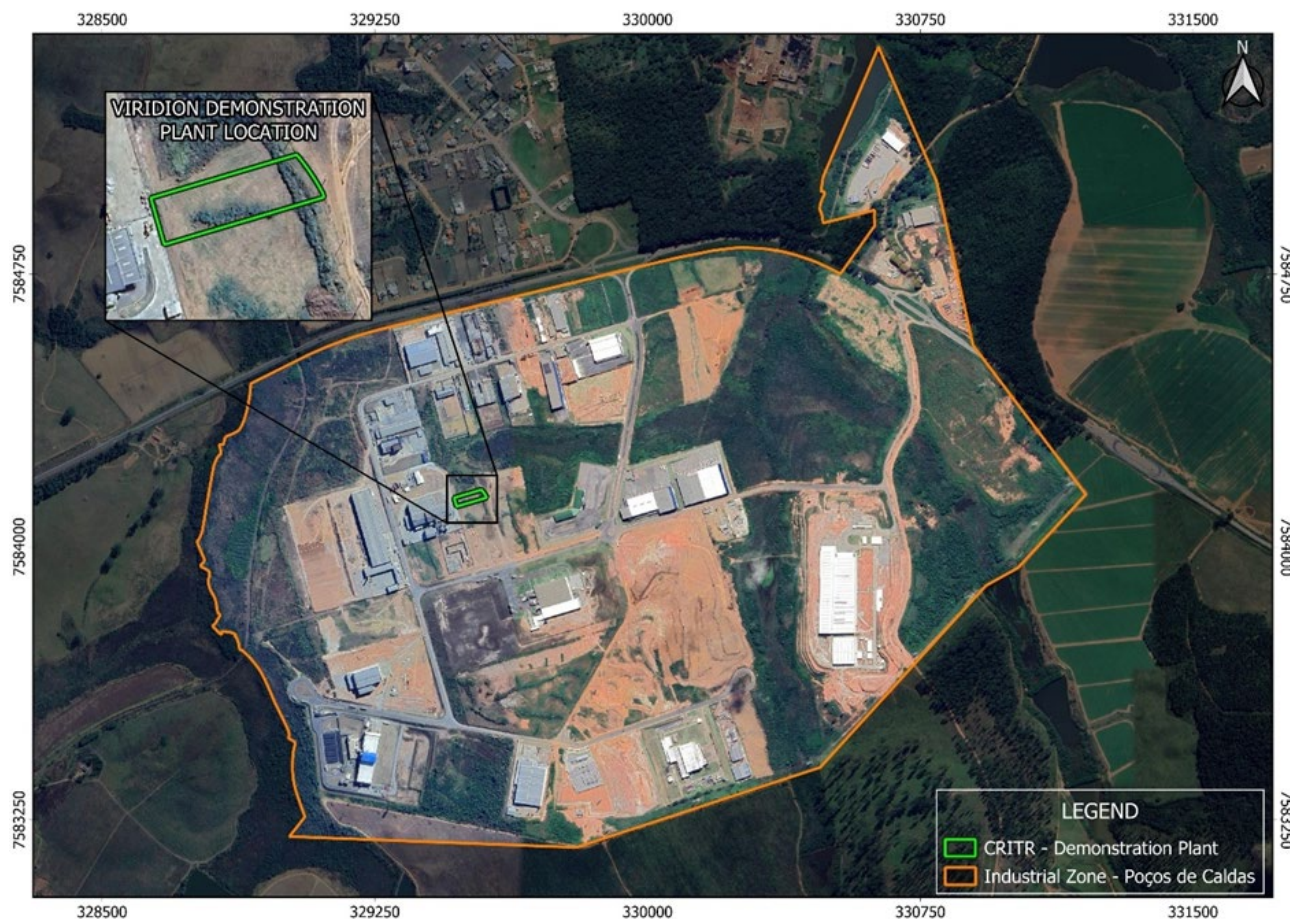 328500 329250 330000 330750 331500
N
VIRIDION DEMONSTRATION
PLANT LOCATION
7584750 7584750
7584000 7584000
7583250 7583250
LEGEND
CRITR - Demonstration Plant
Industrial Zone - Poços de Caldas
328500 329250 330000 330750 331500